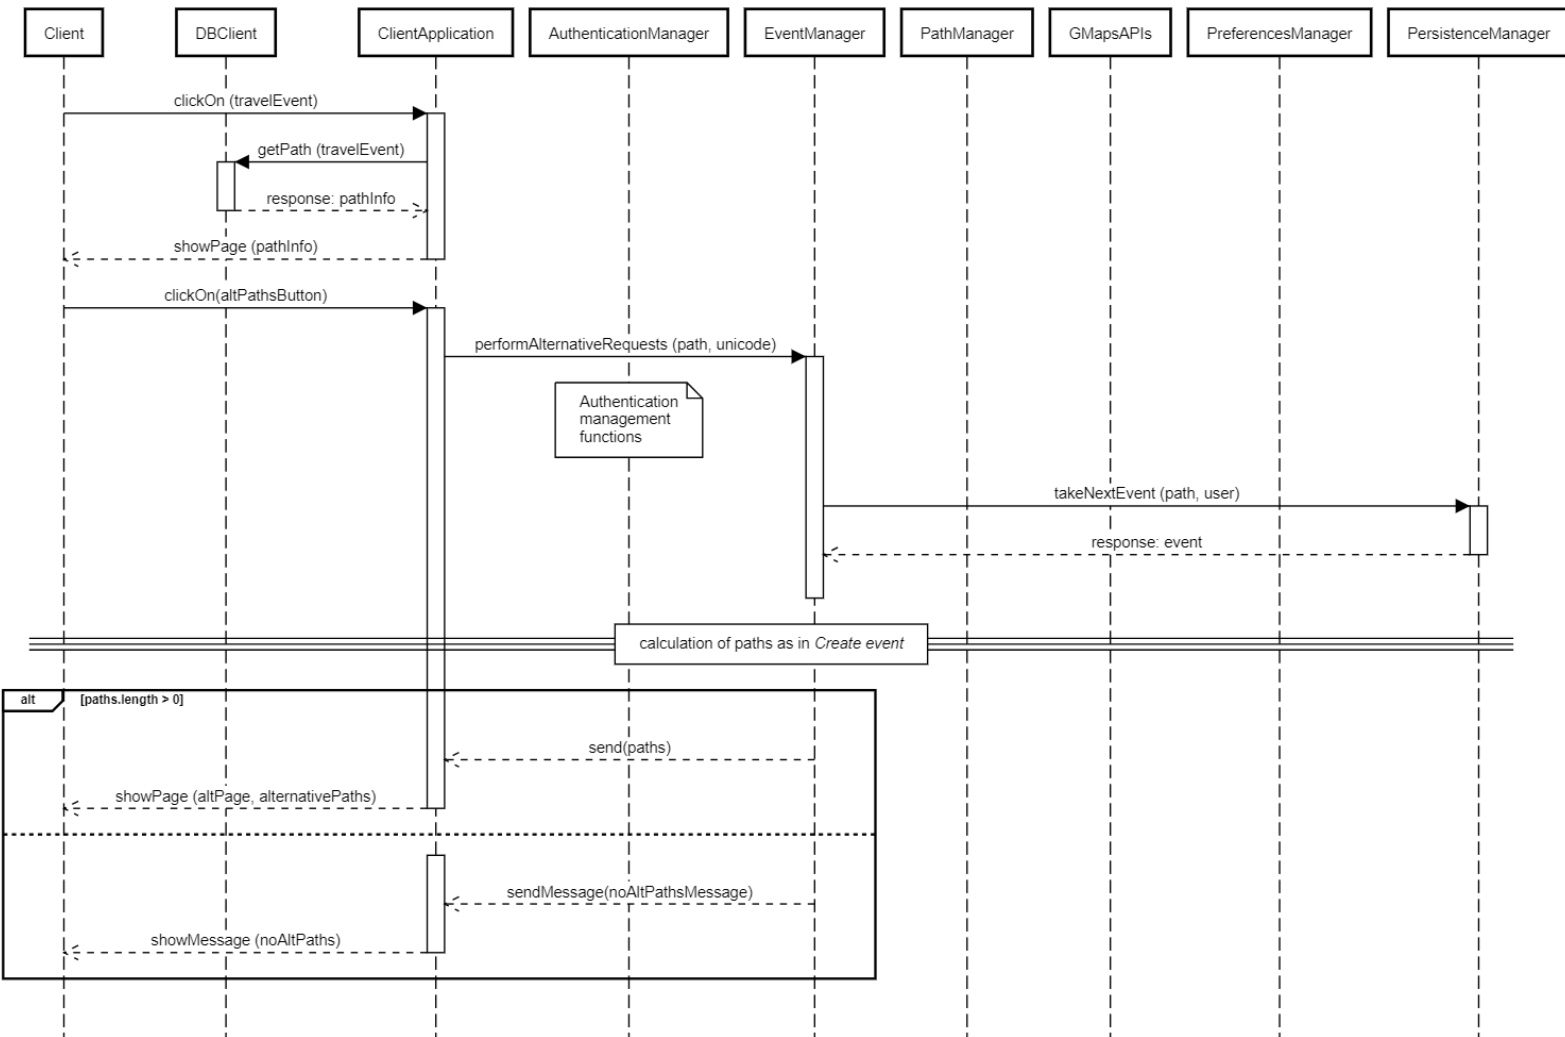 Client
DBClient
ClientApplication
AuthenticationManager
EventManager
PathManager
GMapsAPIs
PreferencesManager
PersistenceManager
clickOn (travelEvent)
getPath (travelEvent)
response: pathInfo
showPage (pathInfo)
clickOn(altPathsButton)
performAlternativeRequests (path, unicode)
Authentication
management
functions
takeNextEvent (path, user)
response: event
calculation of paths as in Create event
alt
[paths.length > 0]
send(paths)
showPage (altPage, alternativePaths)
sendMessage(noAltPathsMessage)
showMessage (noAltPaths)